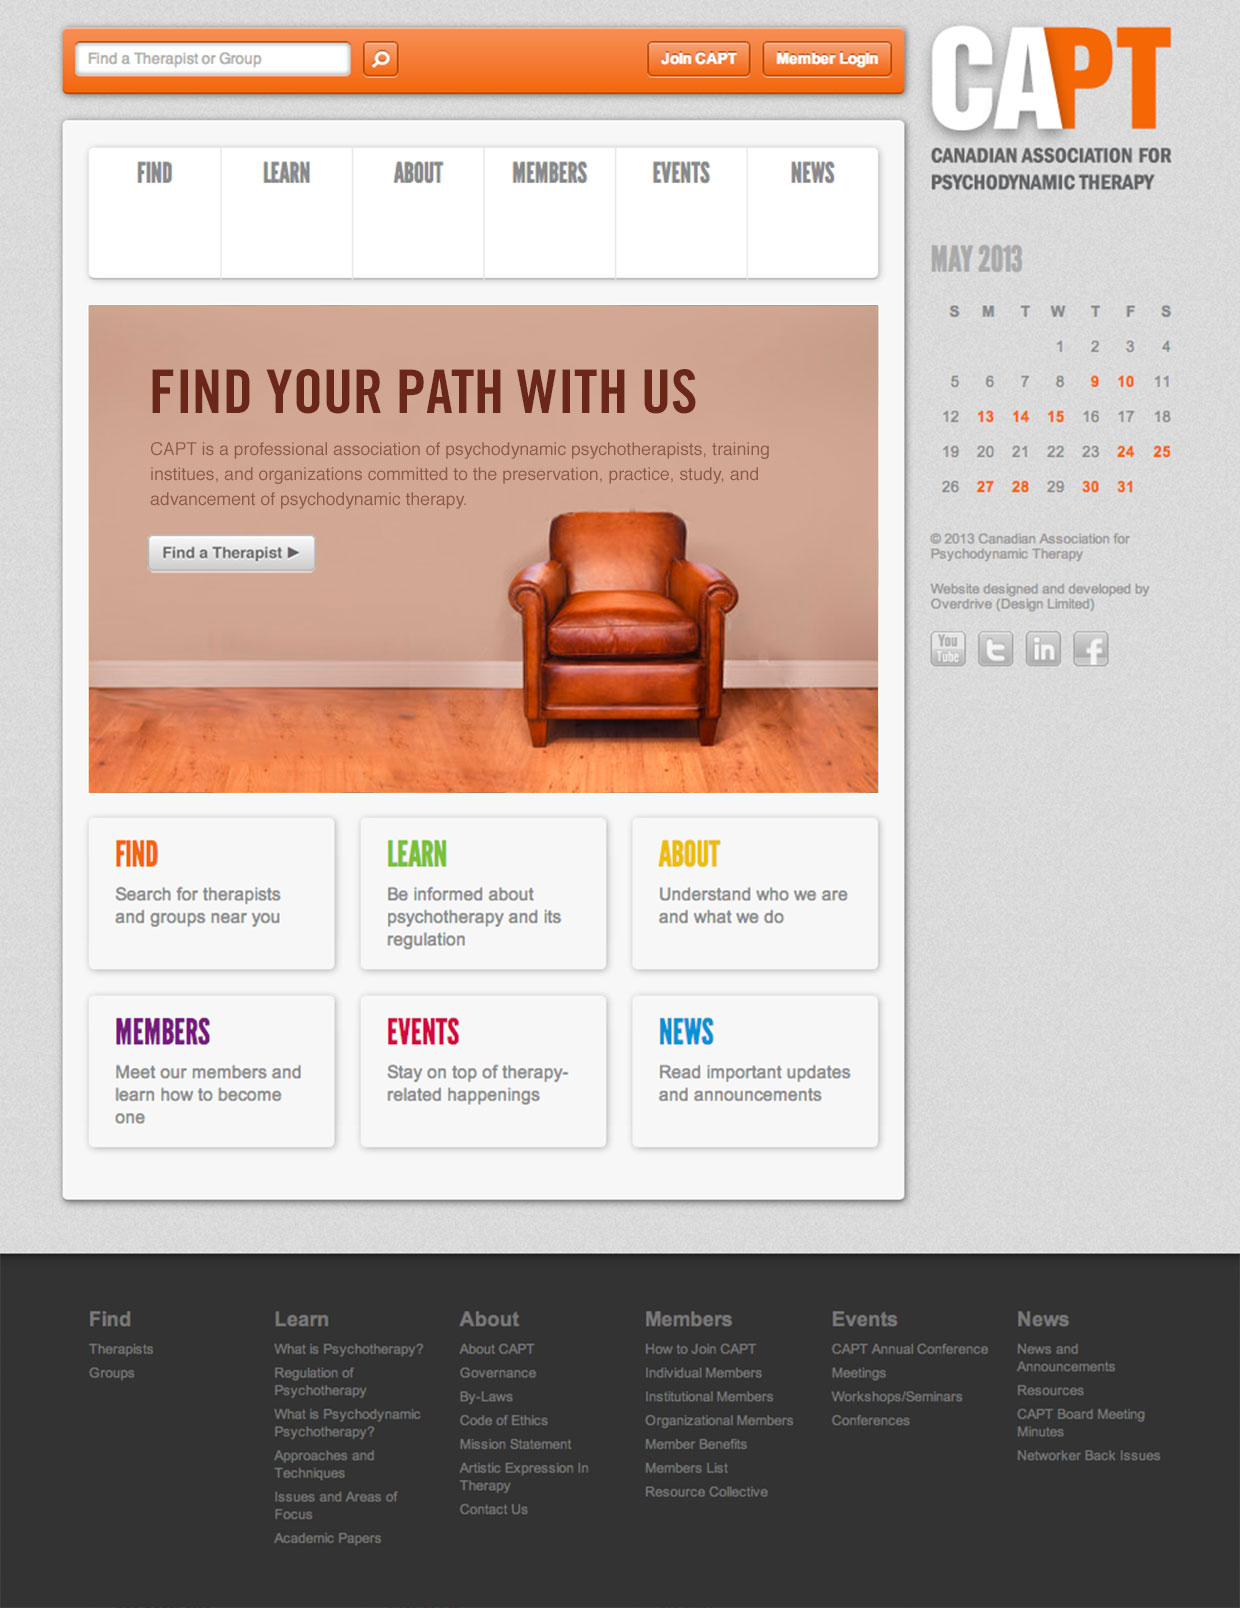 Find a Therapist or Group
Join CAPT
Member Login
CAPT
CANADIAN ASSOCIATION FOR
PSYCHODYNAMIC THERAPY
FIND LEARN ABOUT MEMBERS EVENTS NEWS
FIND YOUR PATH WITH US
CAPT is a professional association of psychodynamic psychotherapists, training
institues, and organizations committed to the preservation, practice, study, and
advancement of psychodynamic therapy.
Find a Therapist ▶
MAY 2013
S M T W T F S
1 2 3 4
5 6 7 8 9 10 11
12 13 14 15 16 17 18
19 20 21 22 23 24 25
26 27 28 29 30 31
© 2013 Canadian Association for
Psychodynamic Therapy
Website designed and developed by
Overdrive (Design Limited)
You
Tube
t
in
f
FIND
Search for therapists
and groups near you
LEARN
Be informed about
psychotherapy and its
regulation
ABOUT
Understand who we are
and what we do
MEMBERS
Meet our members and
learn how to become
one
EVENTS
Stay on top of therapy-
related happenings
NEWS
Read important updates
and announcements
Find
Therapists
Groups
Learn
What is Psychotherapy?
Regulation of
Psychotherapy
What is Psychodynamic
Psychotherapy?
Approaches and
Techniques
Issues and Areas of
Focus
Academic Papers
About
About CAPT
Governance
By-Laws
Code of Ethics
Mission Statement
Artistic Expression In
Therapy
Contact Us
Members
How to Join CAPT
Individual Members
Institutional Members
Organizational Members
Member Benefits
Members List
Resource Collective
Events
CAPT Annual Conference
Meetings
Workshops/Seminars
Conferences
News
News and
Announcements
Resources
CAPT Board Meeting
Minutes
Networker Back Issues